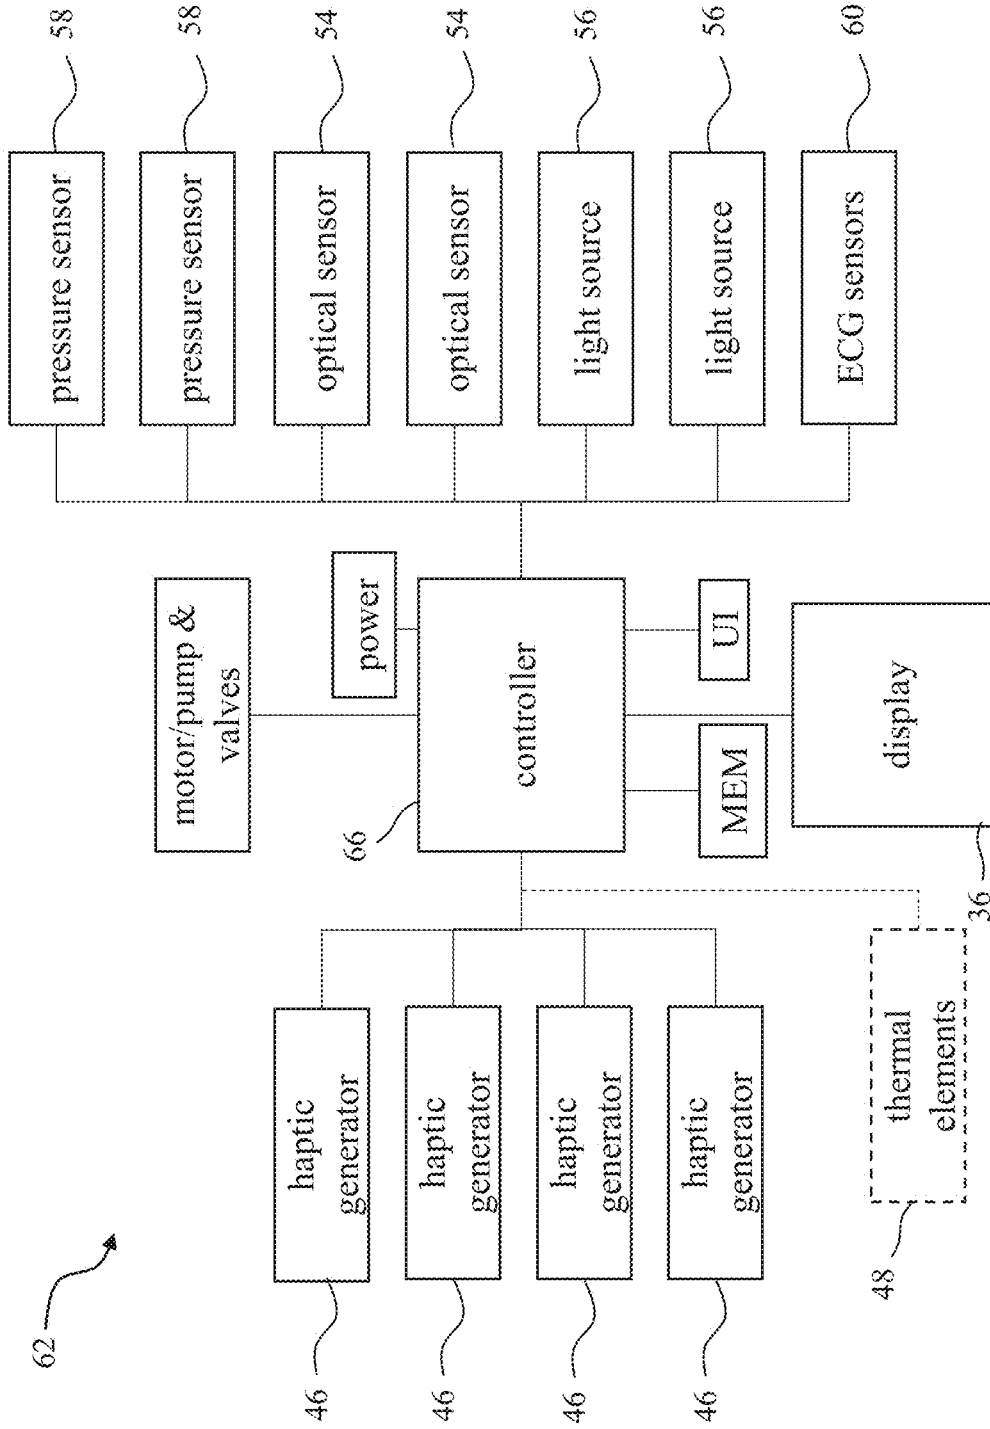 62
46
haptic
generator
46
haptic
generator
46
haptic
generator
46
haptic
generator
48
thermal
elements
motor/pump &
valves
power
66
controller
MEM
UI
display
36
pressure sensor
58
pressure sensor
58
optical sensor
54
optical sensor
54
light source
56
light source
56
ECG sensors
60